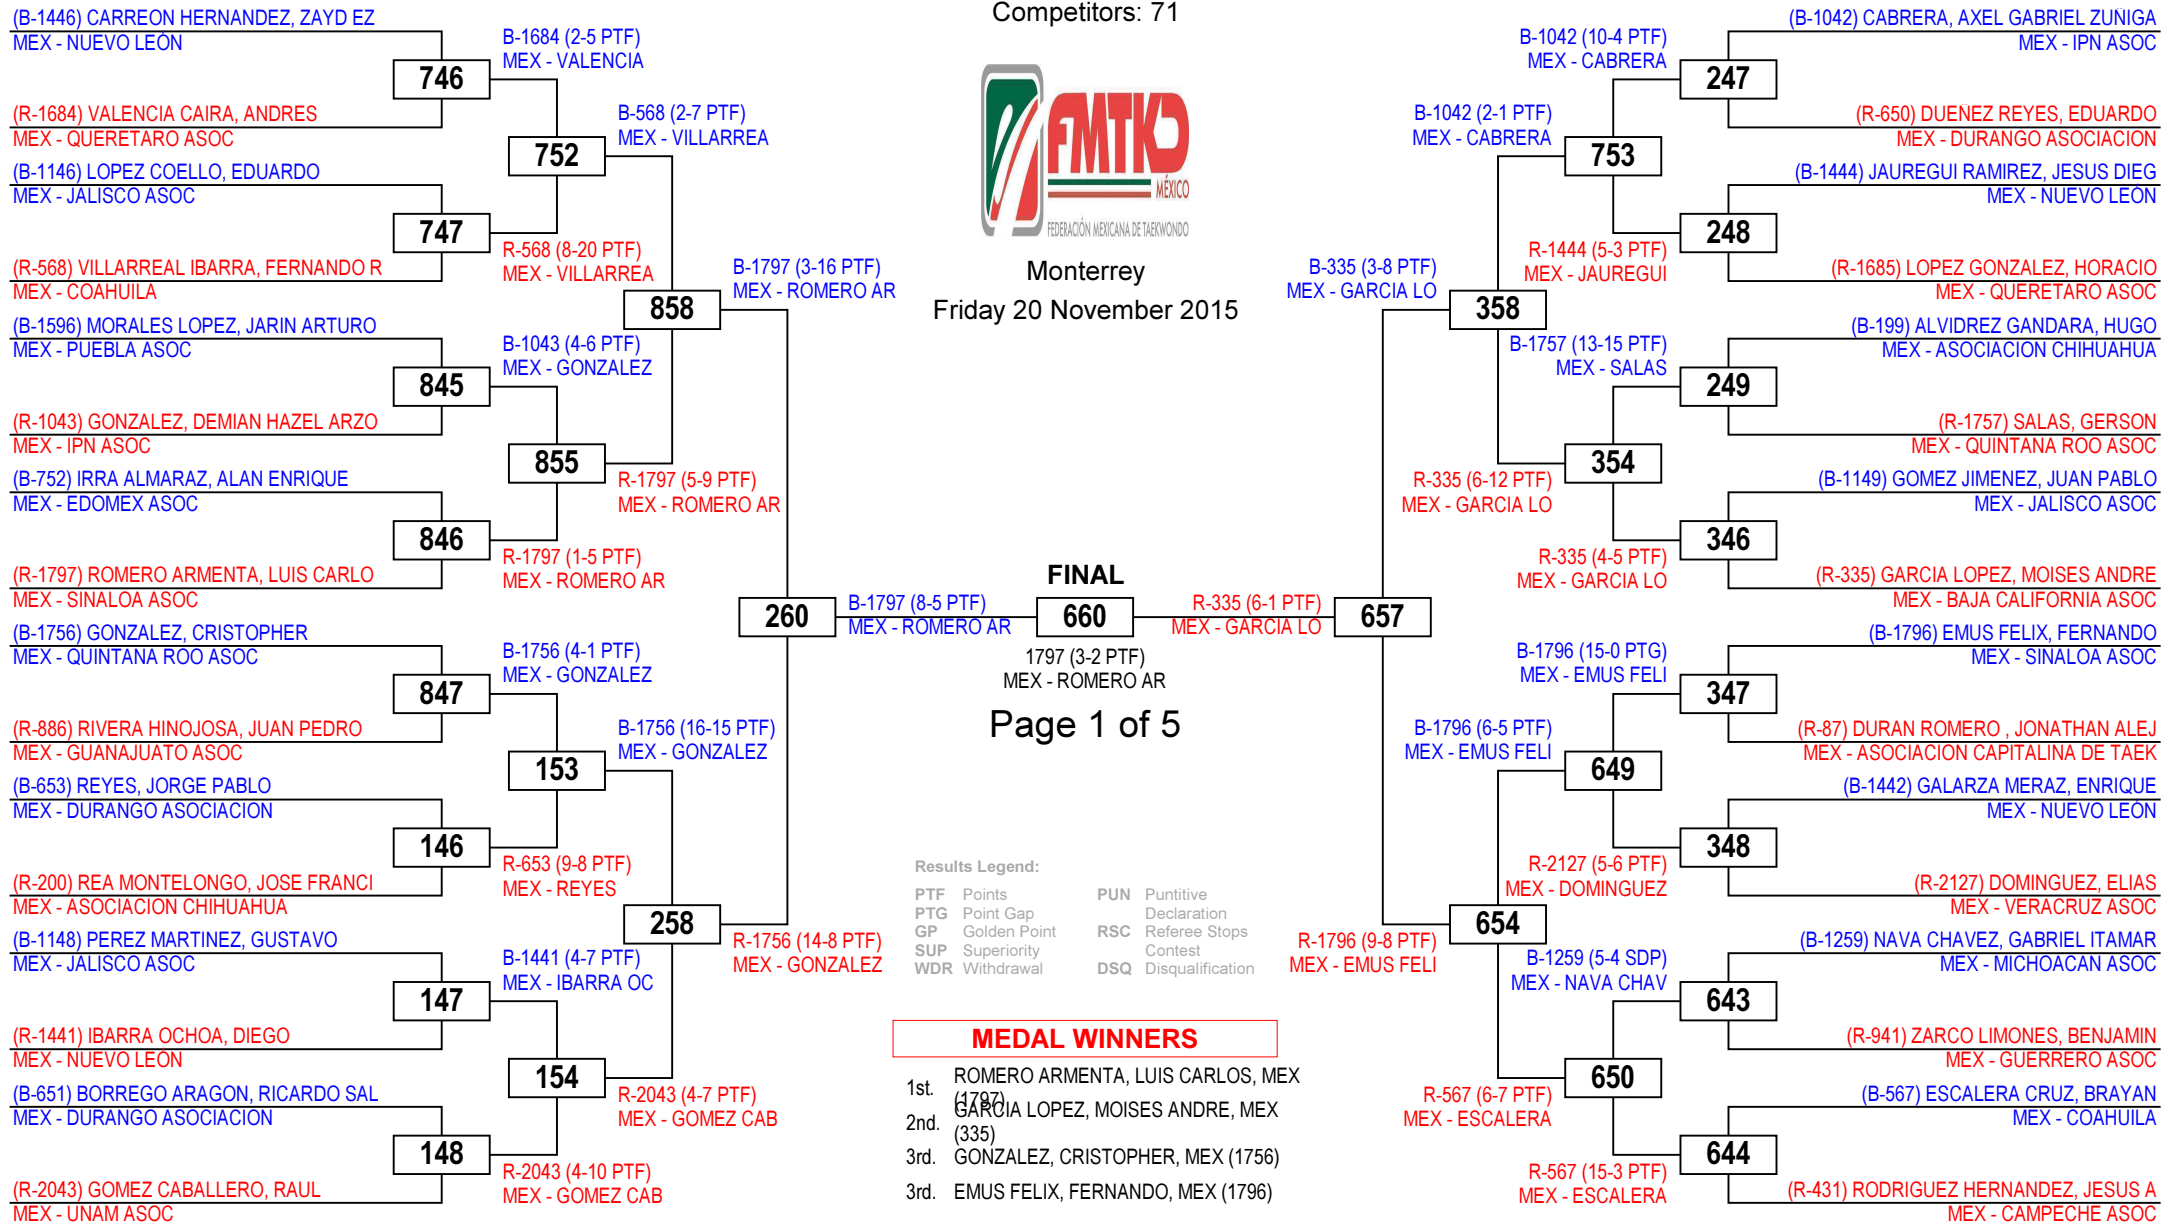 (B-1446) CARREON HERNANDEZ, ZAYD EZ
MEX - NUEVO LEÓN
(R-1684) VALENCIA CAIRA, ANDRES
MEX - QUERETARO ASOC
(B-1146) LOPEZ COELLO, EDUARDO
MEX - JALISCO ASOC
(R-568) VILLARREAL IBARRA, FERNANDO R
MEX - COAHUILA
(B-1596) MORALES LOPEZ, JARIN ARTURO
MEX - PUEBLA ASOC
(R-1043) GONZALEZ, DEMIAN HAZEL ARZO
MEX - IPN ASOC
(B-752) IRRA ALMARAZ, ALAN ENRIQUE
MEX - EDOMEX ASOC
(R-1797) ROMERO ARMENTA, LUIS CARLO
MEX - SINALOA ASOC
(B-1756) GONZALEZ, CRISTOPHER
MEX - QUINTANA ROO ASOC
(R-886) RIVERA HINOJOSA, JUAN PEDRO
MEX - GUANAJUATO ASOC
(B-653) REYES, JORGE PABLO
MEX - DURANGO ASOCIACION
(R-200) REA MONTELONGO, JOSE FRANCI
MEX - ASOCIACION CHIHUAHUA
(B-1148) PEREZ MARTINEZ, GUSTAVO
MEX - JALISCO ASOC
(R-1441) IBARRA OCHOA, DIEGO
MEX - NUEVO LEÓN
(B-651) BORREGO ARAGON, RICARDO SAL
MEX - DURANGO ASOCIACION
(R-2043) GOMEZ CABALLERO, RAUL
MEX - UNAM ASOC
746
747
845
846
847
146
147
148
B-1684 (2-5 PTF)
MEX - VALENCIA
R-568 (8-20 PTF)
MEX - VILLARREA
B-1043 (4-6 PTF)
MEX - GONZALEZ
R-1797 (1-5 PTF)
MEX - ROMERO AR
B-1756 (4-1 PTF)
MEX - GONZALEZ
R-653 (9-8 PTF)
MEX - REYES
B-1441 (4-7 PTF)
MEX - IBARRA OC
R-2043 (4-10 PTF)
MEX - GOMEZ CAB
752
855
153
154
B-568 (2-7 PTF)
MEX - VILLARREA
R-1797 (5-9 PTF)
MEX - ROMERO AR
B-1756 (16-15 PTF)
MEX - GONZALEZ
R-2043 (4-7 PTF)
MEX - GOMEZ CAB
858
258
B-1797 (3-16 PTF)
MEX - ROMERO AR
R-1756 (14-8 PTF)
MEX - GONZALEZ
260
B-1797 (8-5 PTF)
MEX - ROMERO AR
Competitors: 71
FMTKD
MÉXICO
FEDERACIÓN MEXICANA DE TAEKWONDO
Monterrey
Friday 20 November 2015
FINAL
660
1797 (3-2 PTF)
MEX - ROMERO AR
Page 1 of 5
Results Legend:
PTF Points
PTG Point Gap
GP Golden Point
SUP Superiority
WDR Withdrawal
PUN Puntitive
Declaration
RSC Referee Stops
Contest
DSQ Disqualification
MEDAL WINNERS
1st. ROMERO ARMENTA, LUIS CARLOS, MEX
(1797)
2nd. GARCIA LOPEZ, MOISES ANDRE, MEX
(335)
3rd. GONZALEZ, CRISTOPHER, MEX (1756)
3rd. EMUS FELIX, FERNANDO, MEX (1796)
R-335 (6-1 PTF)
MEX - GARCIA LO
657
B-335 (3-8 PTF)
MEX - GARCIA LO
R-1796 (9-8 PTF)
MEX - EMUS FELI
358
654
B-1042 (2-1 PTF)
MEX - CABRERA
R-335 (6-12 PTF)
MEX - GARCIA LO
B-1796 (6-5 PTF)
MEX - EMUS FELI
R-567 (6-7 PTF)
MEX - ESCALERA
753
354
649
650
B-1042 (10-4 PTF)
MEX - CABRERA
R-1444 (5-3 PTF)
MEX - JAUREGUI
B-1757 (13-15 PTF)
MEX - SALAS
R-335 (4-5 PTF)
MEX - GARCIA LO
B-1796 (15-0 PTG)
MEX - EMUS FELI
R-2127 (5-6 PTF)
MEX - DOMINGUEZ
B-1259 (5-4 SDP)
MEX - NAVA CHAV
R-567 (15-3 PTF)
MEX - ESCALERA
247
248
249
346
347
348
643
644
(B-1042) CABRERA, AXEL GABRIEL ZUÑIGA
MEX - IPN ASOC
(R-650) DUEÑEZ REYES, EDUARDO
MEX - DURANGO ASOCIACION
(B-1444) JAUREGUI RAMIREZ, JESUS DIEG
MEX - NUEVO LEÓN
(R-1685) LOPEZ GONZALEZ, HORACIO
MEX - QUERETARO ASOC
(B-199) ALVIDREZ GANDARA, HUGO
MEX - ASOCIACION CHIHUAHUA
(R-1757) SALAS, GERSON
MEX - QUINTANA ROO ASOC
(B-1149) GOMEZ JIMENEZ, JUAN PABLO
MEX - JALISCO ASOC
(R-335) GARCIA LOPEZ, MOISES ANDRE
MEX - BAJA CALIFORNIA ASOC
(B-1796) EMUS FELIX, FERNANDO
MEX - SINALOA ASOC
(R-87) DURAN ROMERO , JONATHAN ALEJ
MEX - ASOCIACION CAPITALINA DE TAEK
(B-1442) GALARZA MERAZ, ENRIQUE
MEX - NUEVO LEÓN
(R-2127) DOMINGUEZ, ELIAS
MEX - VERACRUZ ASOC
(B-1259) NAVA CHAVEZ, GABRIEL ITAMAR
MEX - MICHOACAN ASOC
(R-941) ZARCO LIMONES, BENJAMIN
MEX - GUERRERO ASOC
(B-567) ESCALERA CRUZ, BRAYAN
MEX - COAHUILA
(R-431) RODRIGUEZ HERNANDEZ, JESUS A
MEX - CAMPECHE ASOC